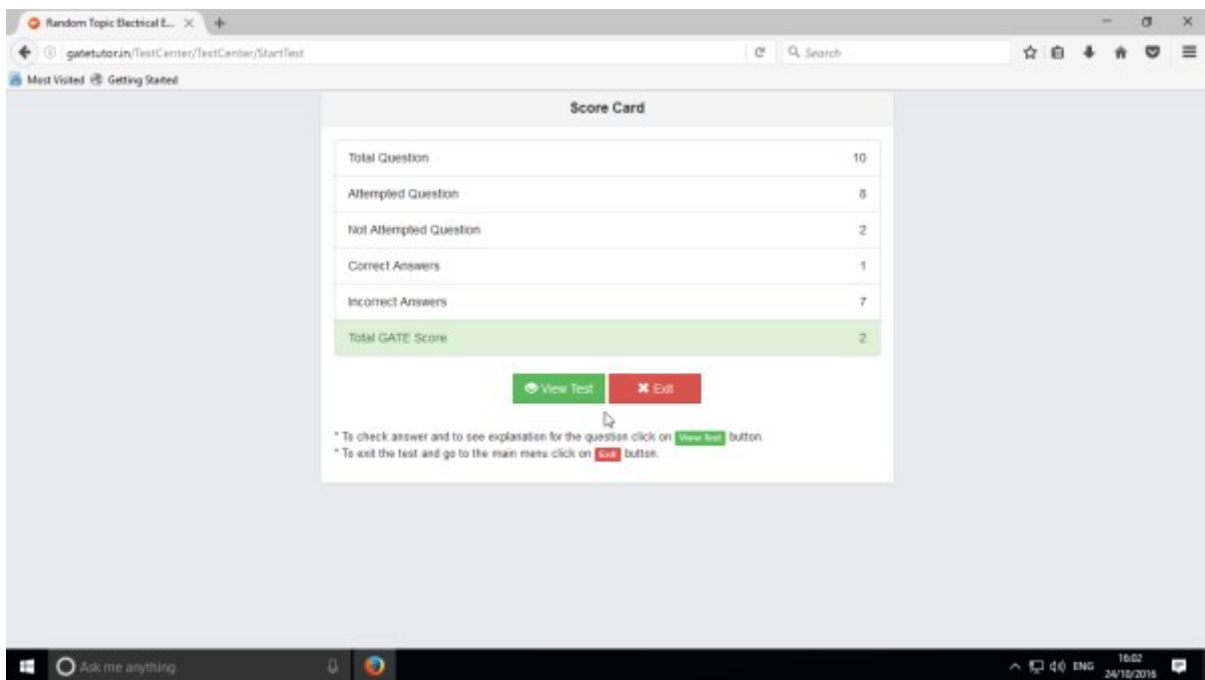 Random Topic Electrical E...
gatetutor.in/TestCenter/TestCenter/StartTest
Search
Most Visited Getting Started
Score Card
Total Question 10
Attempted Question 8
Not Attempted Question 2
Correct Answers 1
Incorrect Answers 7
Total GATE Score 2
View Test Exit
* To check answer and to see explanation for the question click on View Test button.
* To exit the test and go to the main menu click on Exit button.
Ask me anything
ENG
16:02
24/10/2016